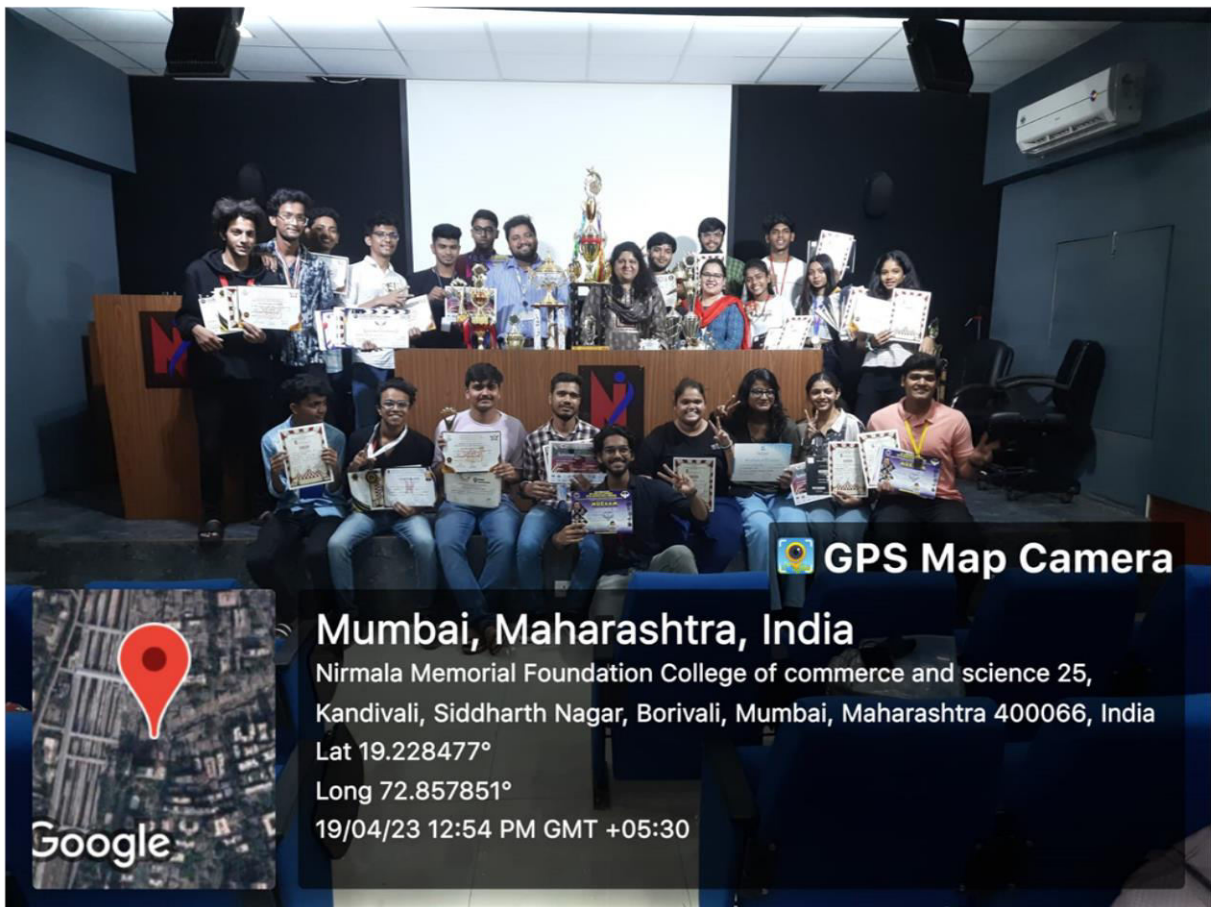 GPS Map Camera
Mumbai, Maharashtra, India
Nirmala Memorial Foundation College of commerce and science 25,
Kandivali, Siddharth Nagar, Borivali, Mumbai, Maharashtra 400066, India
Lat 19.228477°
Long 72.857851°
19/04/23 12:54 PM GMT +05:30
Google